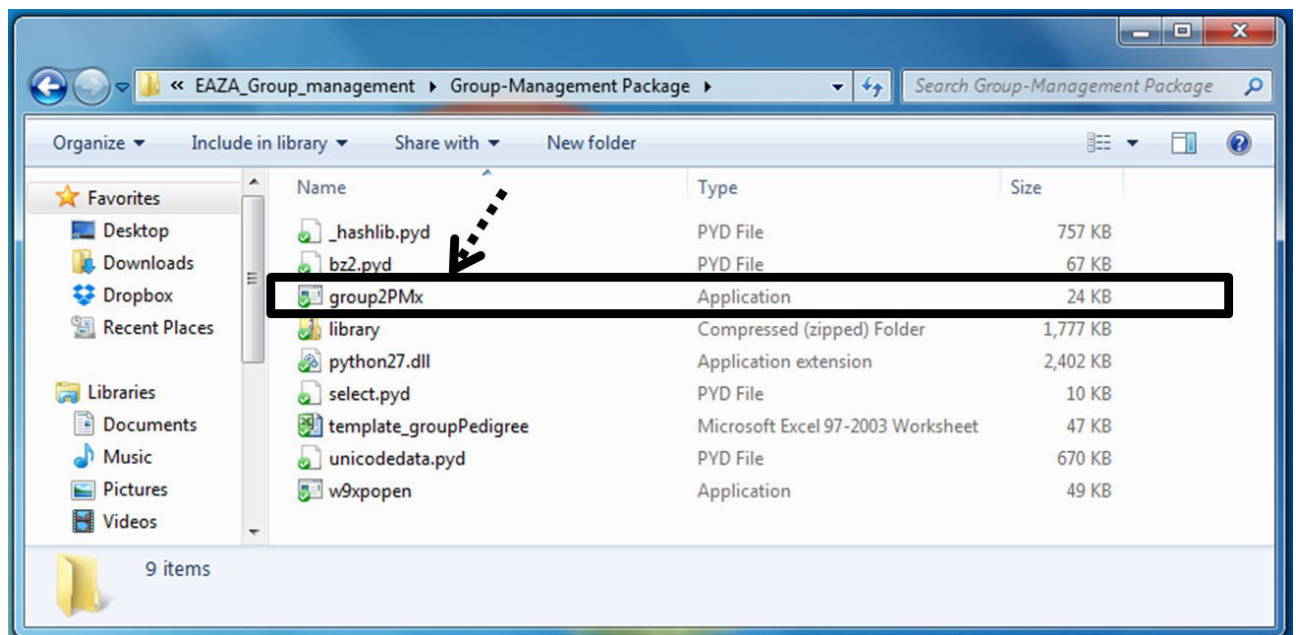 « EAZA_Group_management ▸ Group-Management Package ▸ Search Group-Management Package
Organize Include in library Share with New folder
Favorites
Desktop
Downloads
Dropbox
Recent Places
Libraries
Documents
Music
Pictures
Videos
Name Type Size
_hashlib.pyd PYD File 757 KB
bz2.pyd PYD File 67 KB
group2PMx Application 24 KB
library Compressed (zipped) Folder 1,777 KB
python27.dll Application extension 2,402 KB
select.pyd PYD File 10 KB
template_groupPedigree Microsoft Excel 97-2003 Worksheet 47 KB
unicodedata.pyd PYD File 670 KB
w9xpopen Application 49 KB
9 items